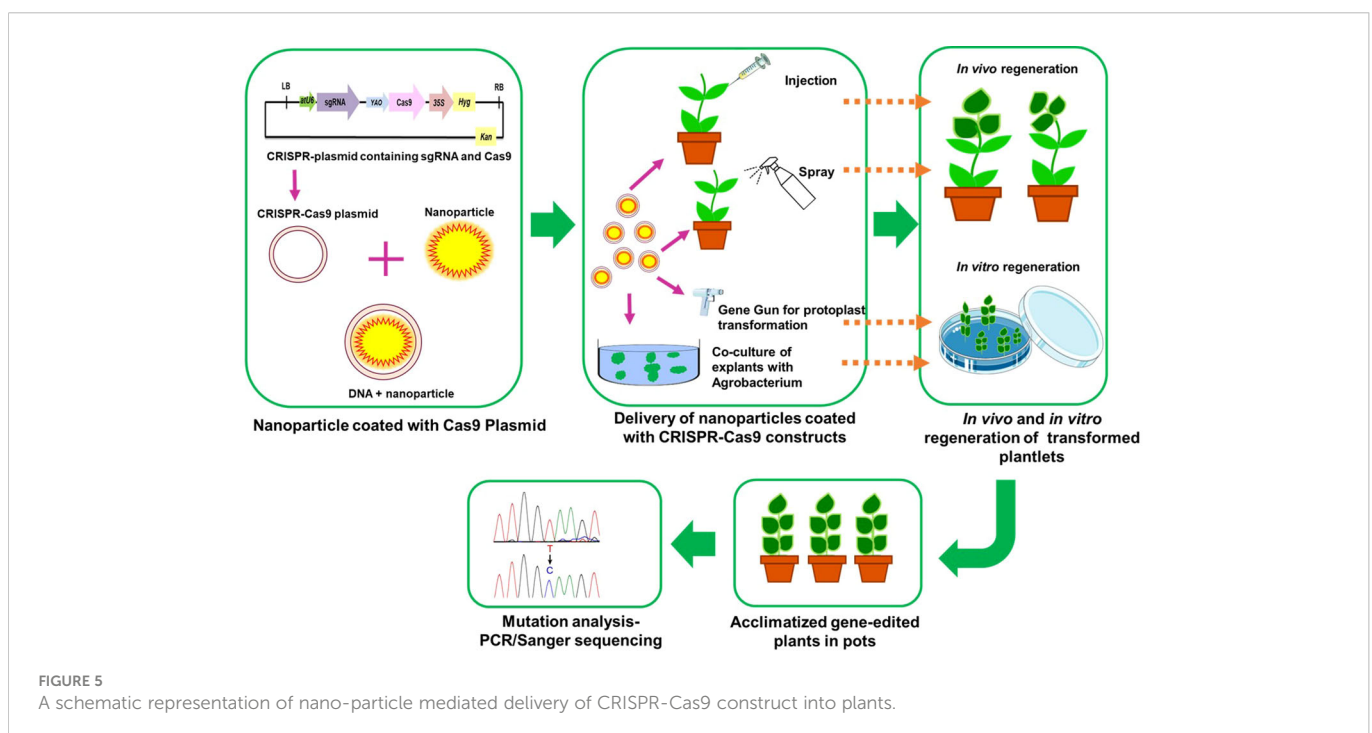 LB
RB
AtU6
sgRNA
YAO
Cas9
35S
Hyg
Kan
CRISPR-plasmid containing sgRNA and Cas9
CRISPR-Cas9 plasmid
Nanoparticle
DNA + nanoparticle
Nanoparticle coated with Cas9 Plasmid
Injection
Spray
Gene Gun for protoplast
transformation
Co-culture of
explants with
Agrobacterium
Delivery of nanoparticles coated
with CRISPR-Cas9 constructs
In vivo regeneration
In vitro regeneration
In vivo and in vitro
regeneration of transformed
plantlets
T
C
Mutation analysis-
PCR/Sanger sequencing
Acclimatized gene-edited
plants in pots
FIGURE 5
A schematic representation of nano-particle mediated delivery of CRISPR-Cas9 construct into plants.